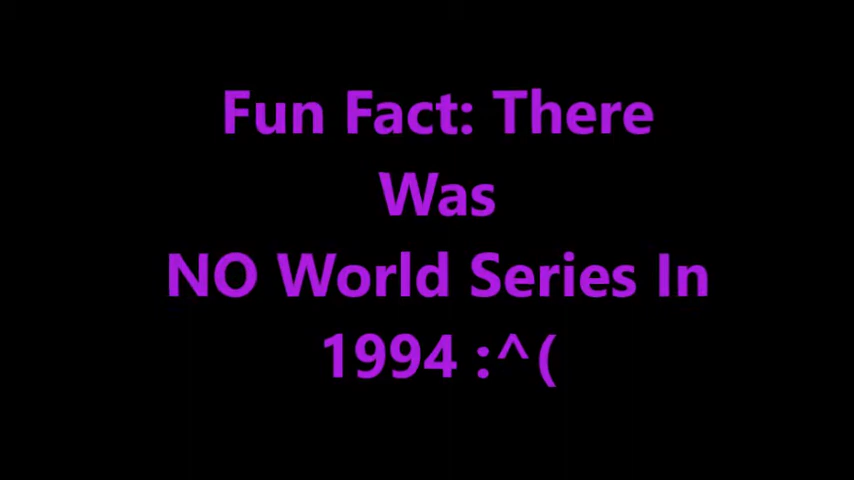 Fun Fact: There
Was
NO World Series In
1994 :^(